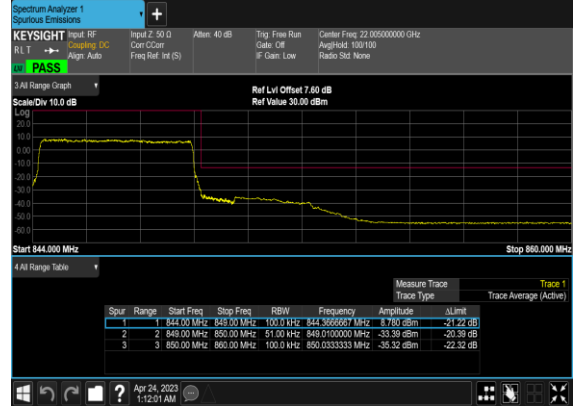 Spectrum Analyzer 1
Spurious Emissions
+
KEYSIGHT Input: RF Input Z: 50 Ω Atten: 40 dB Trig: Free Run Center Freq: 22.005000000 GHz
RLT Coupling: DC Corr CCorr Gate: Off Avg|Hold: 100/100
Align: Auto Freq Ref: Int (S) IF Gain: Low Radio Std: None
PASS
3 All Range Graph
Ref Lvl Offset 7.60 dB
Scale/Div 10.0 dB Ref Value 30.00 dBm
Log
20.0
10.0
0.00
-10.0
-20.0
-30.0
-40.0
-50.0
-60.0
Start 844.000 MHz Stop 860.000 MHz
4 All Range Table
Measure Trace Trace 1
Trace Type Trace Average (Active)
Spur Range Start Freq Stop Freq RBW Frequency Amplitude ΔLimit
1 1 844.00 MHz 849.00 MHz 100.0 kHz 844.3666667 MHz 8.780 dBm -21.22 dB
2 2 849.00 MHz 850.00 MHz 51.00 kHz 849.0100000 MHz -33.39 dBm -20.39 dB
3 3 850.00 MHz 860.00 MHz 100.0 kHz 850.0333333 MHz -35.32 dBm -22.32 dB
? Apr 24, 2023
1:12:01 AM